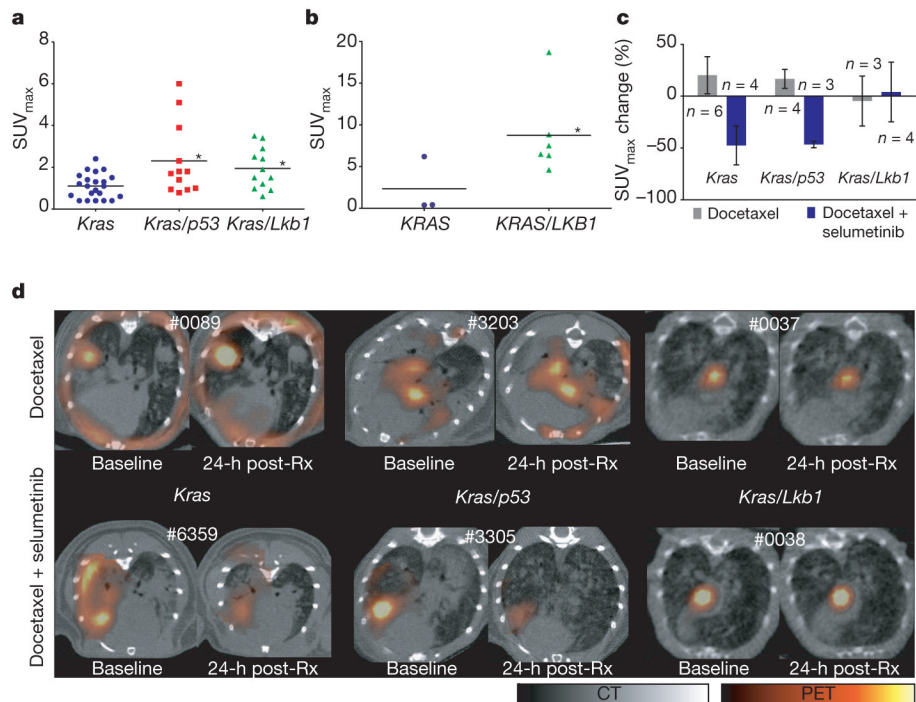 a
8
6
4
2
0
SUVmax
*
*
Kras
Kras/p53
Kras/Lkb1
b
20
15
10
5
0
SUVmax
*
KRAS
KRAS/LKB1
c
50
0
−50
−100
SUVmax change (%)
n = 4
n = 3
n = 3
n = 6
n = 4
n = 4
Kras
Kras/p53
Kras/Lkb1
Docetaxel
Docetaxel +
selumetinib
d
Docetaxel
#0089
#3203
#0037
Baseline
24-h post-Rx
Baseline
24-h post-Rx
Baseline
24-h post-Rx
Kras
Kras/p53
Kras/Lkb1
Docetaxel + selumetinib
#6359
#3305
#0038
Baseline
24-h post-Rx
Baseline
24-h post-Rx
Baseline
24-h post-Rx
CT
PET